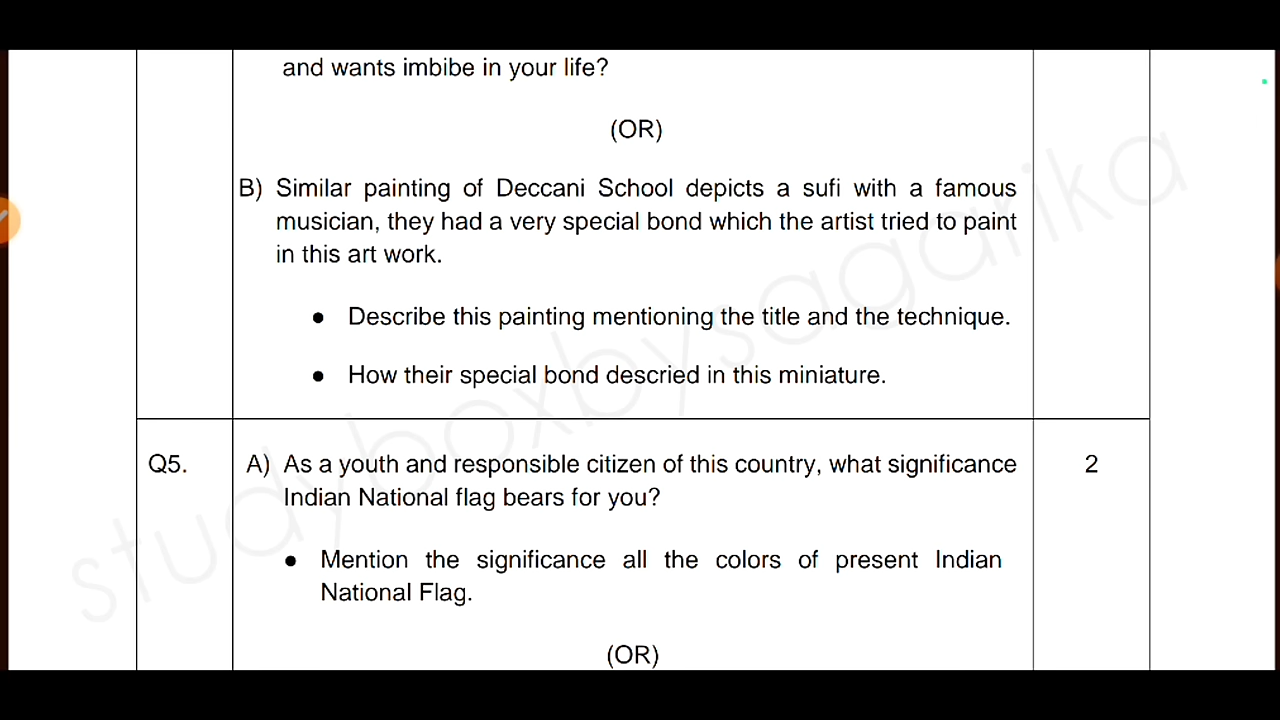 and wants imbibe in your life?
(OR)
B) Similar painting of Deccani School depicts a sufi with a famous
musician, they had a very special bond which the artist tried to paint
in this art work.
● Describe this painting mentioning the title and the technique.
● How their special bond descried in this miniature.
Q5. A) As a youth and responsible citizen of this country, what significance 2
Indian National flag bears for you?
● Mention the significance all the colors of present Indian
National Flag.
(OR)
studyboxbysagarika